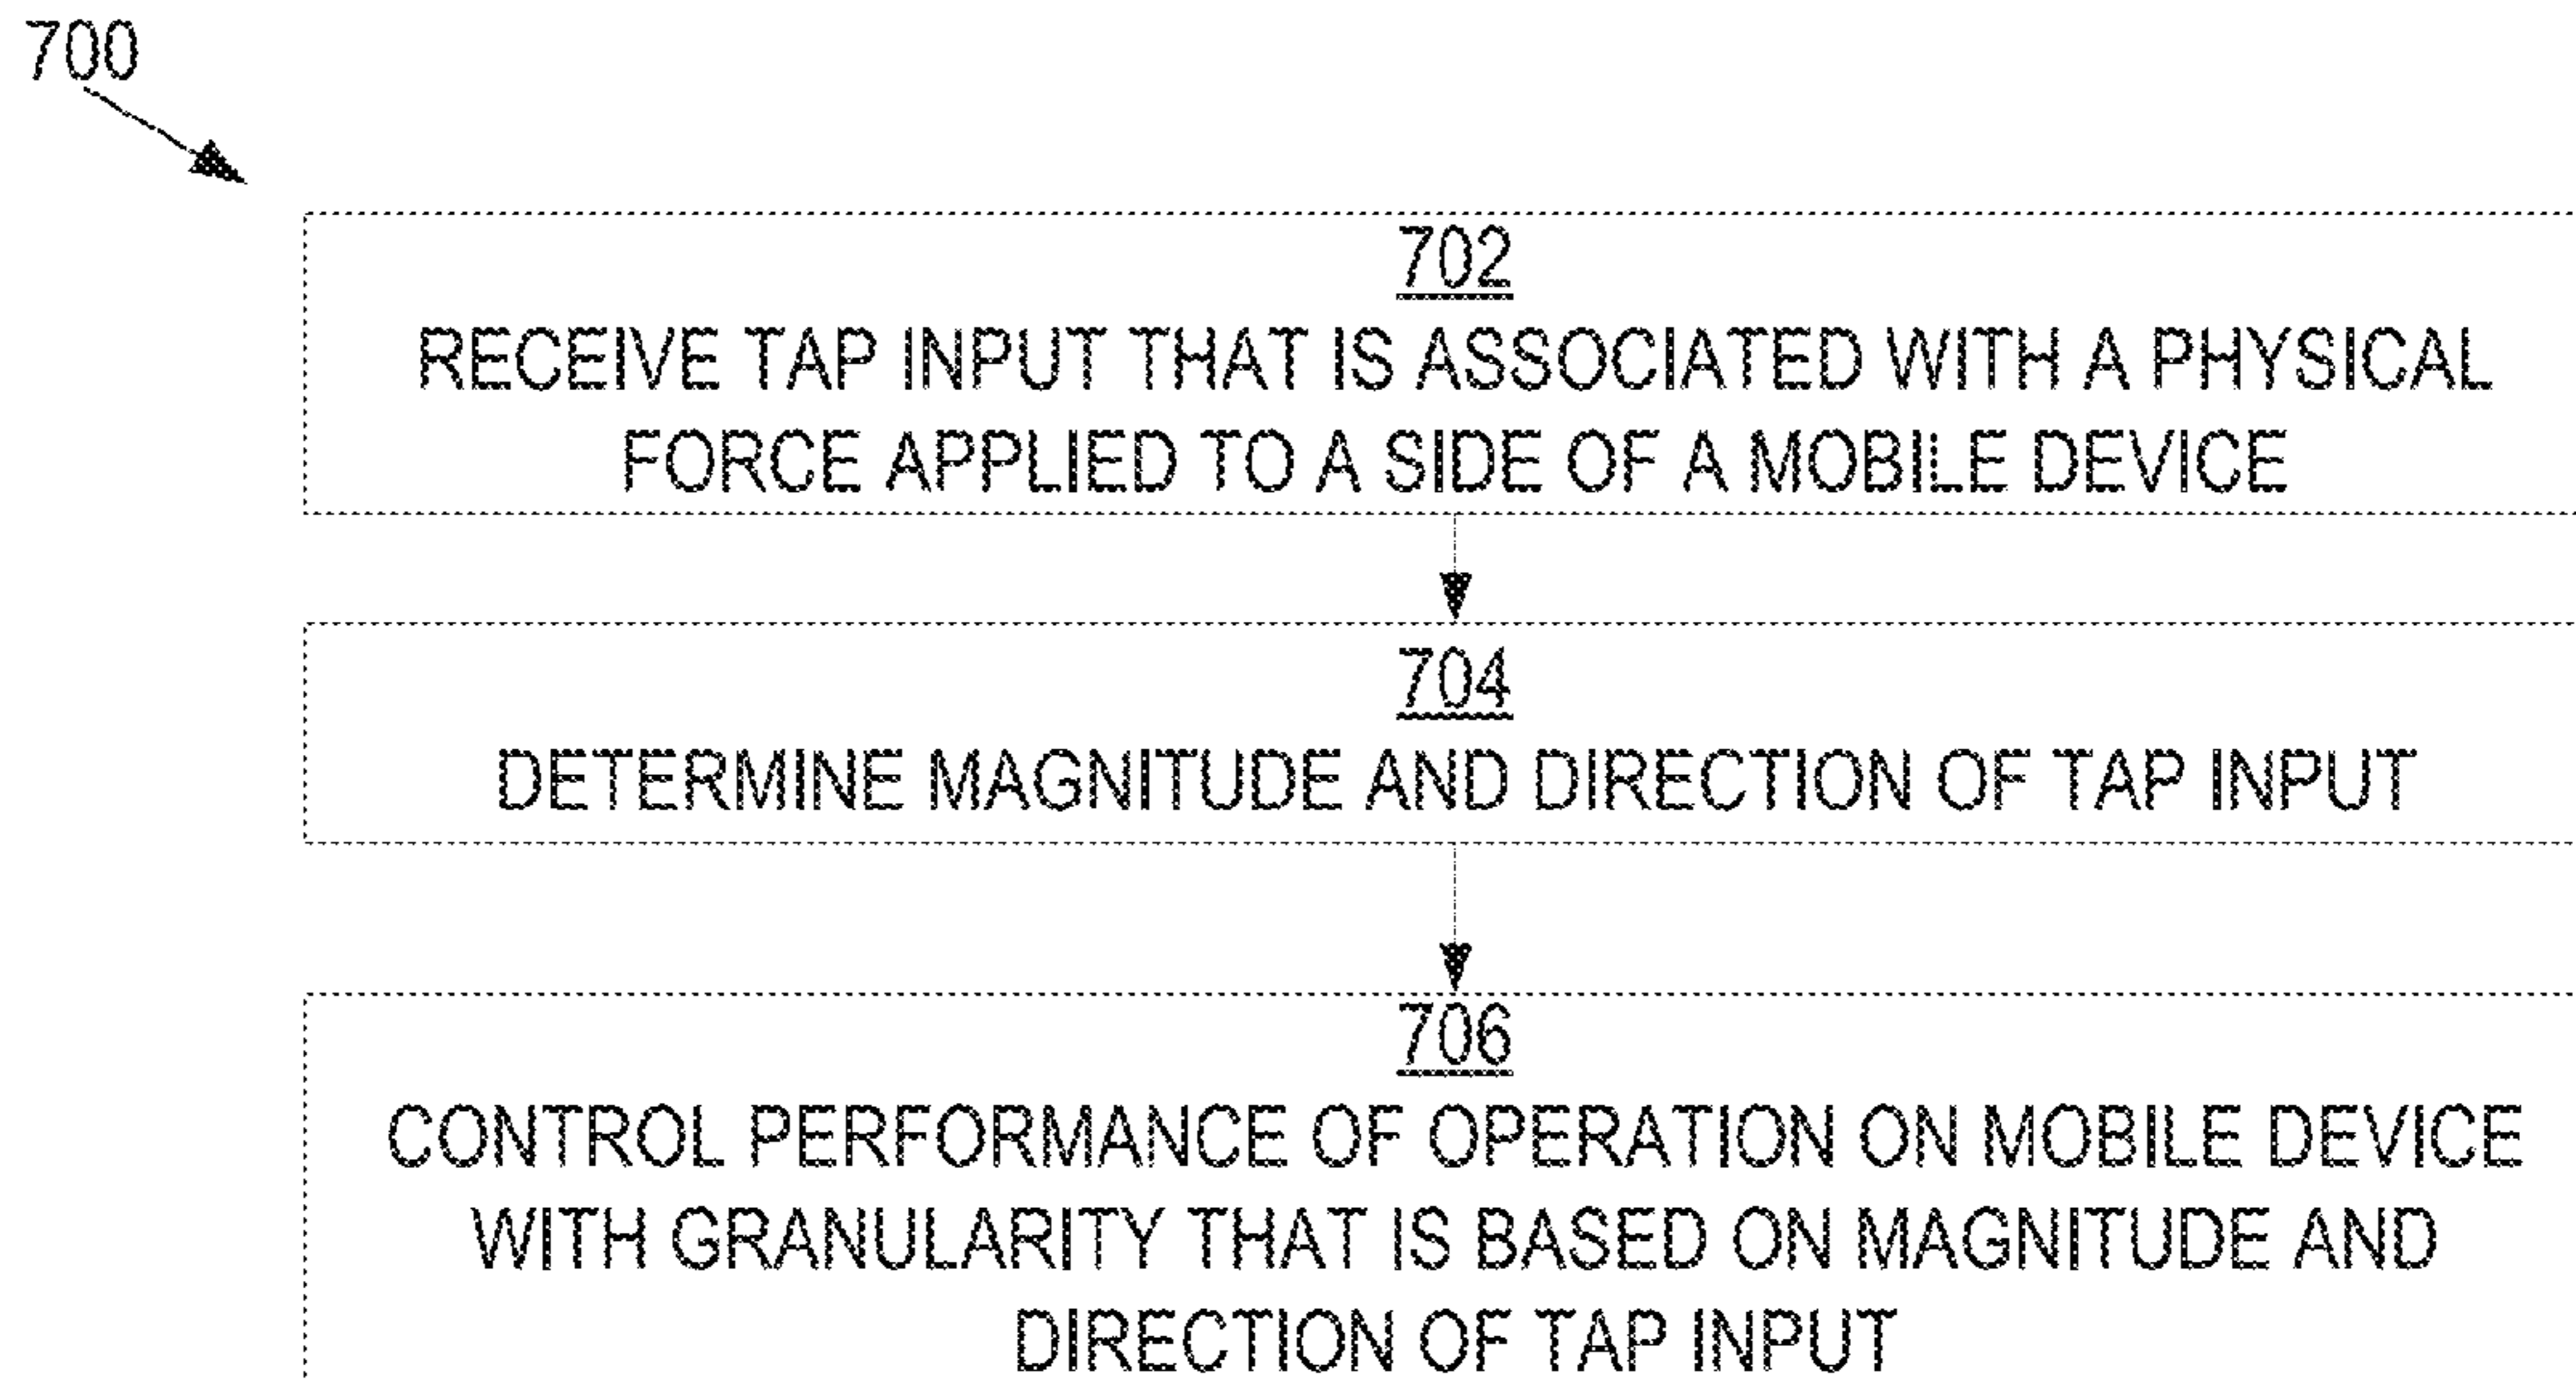 700
702
RECEIVE TAP INPUT THAT IS ASSOCIATED WITH A PHYSICAL
FORCE APPLIED TO A SIDE OF A MOBILE DEVICE
704
DETERMINE MAGNITUDE AND DIRECTION OF TAP INPUT
706
CONTROL PERFORMANCE OF OPERATION ON MOBILE DEVICE
WITH GRANULARITY THAT IS BASED ON MAGNITUDE AND
DIRECTION OF TAP INPUT